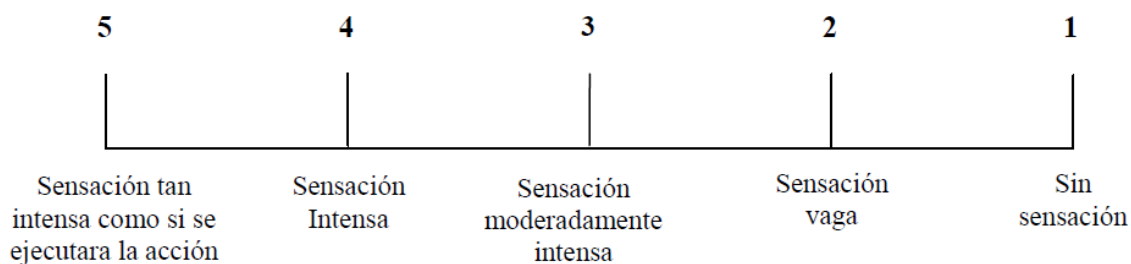 5 4 3 2 1
Sensación tan
intensa como si se
ejecutara la acción
Sensación
Intensa
Sensación
moderadamente
intensa
Sensación
vaga
Sin
sensación